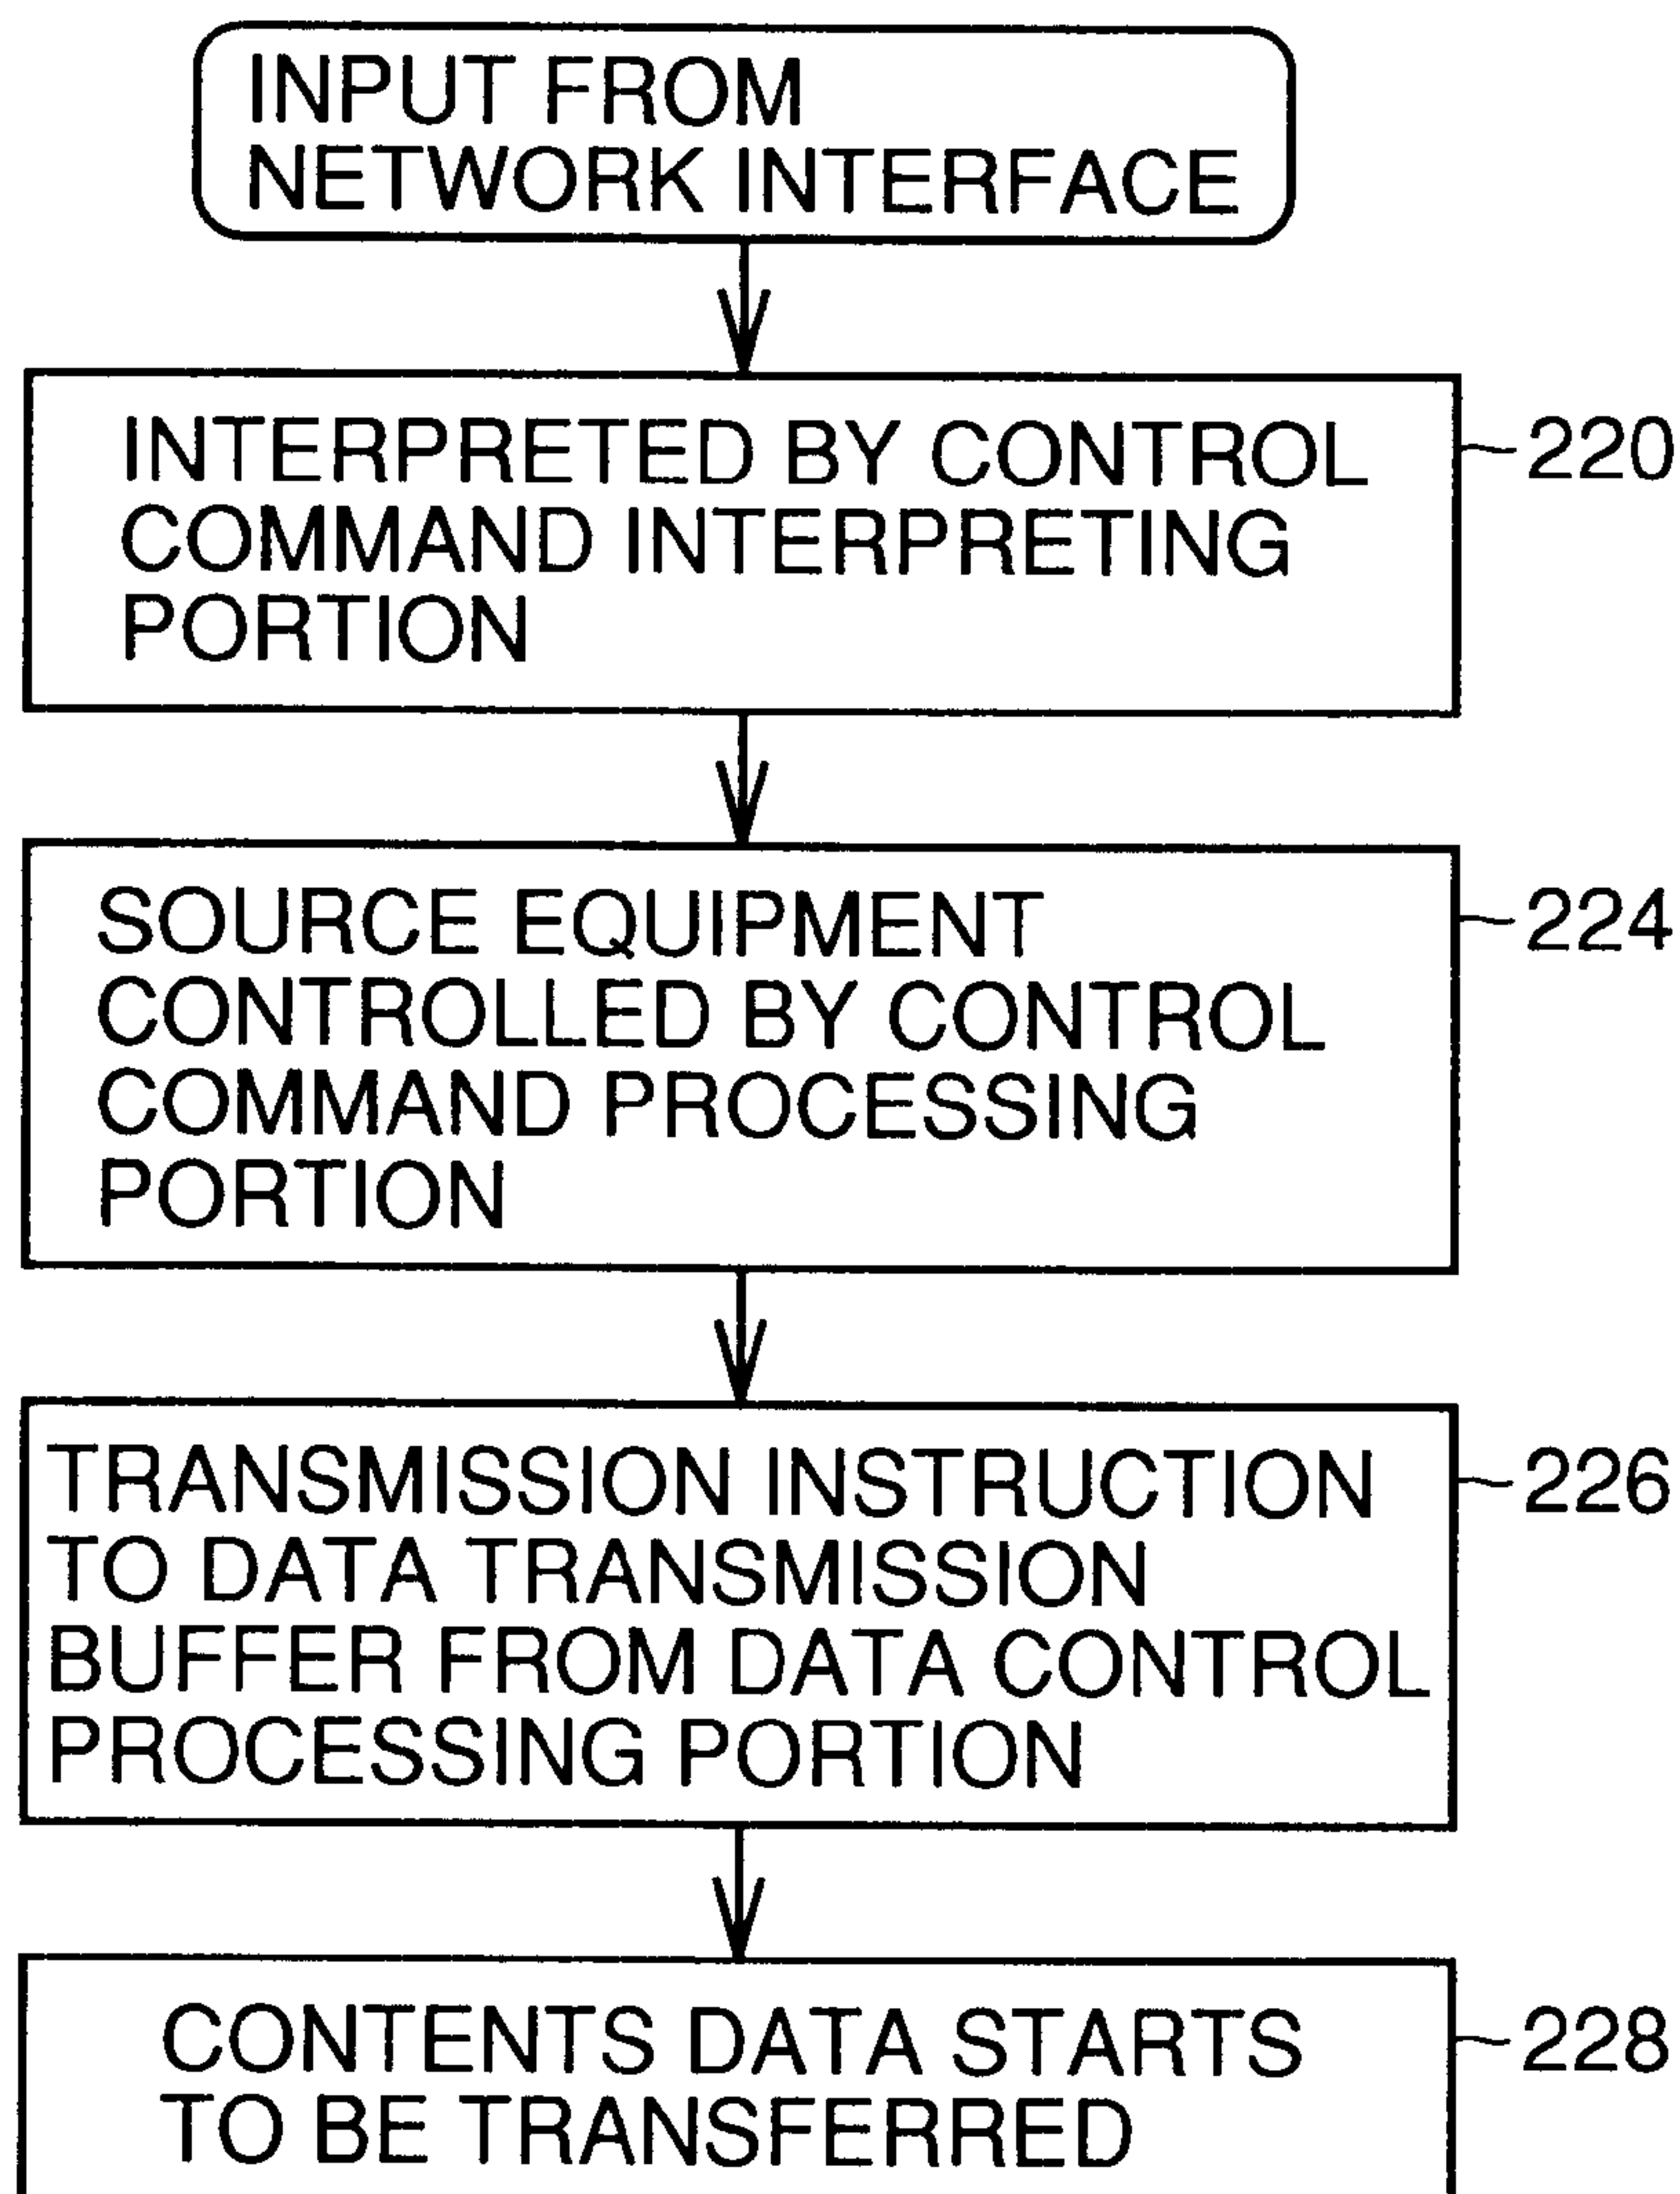 INPUT FROM
NETWORK INTERFACE
INTERPRETED BY CONTROL
COMMAND INTERPRETING
PORTION
220
SOURCE EQUIPMENT
CONTROLLED BY CONTROL
COMMAND PROCESSING
PORTION
224
TRANSMISSION INSTRUCTION
TO DATA TRANSMISSION
BUFFER FROM DATA CONTROL
PROCESSING PORTION
226
CONTENTS DATA STARTS
TO BE TRANSFERRED
228